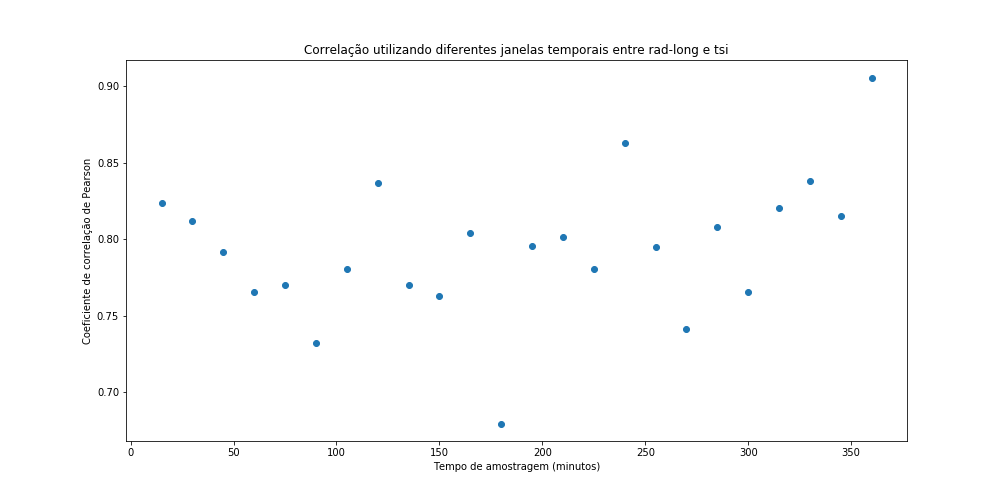 Correlação utilizando diferentes janelas temporais entre rad-long e tsi
Coeficiente de correlação de Pearson
0.90
0.85
0.80
0.75
0.70
0 50 100 150 200 250 300 350
Tempo de amostragem (minutos)